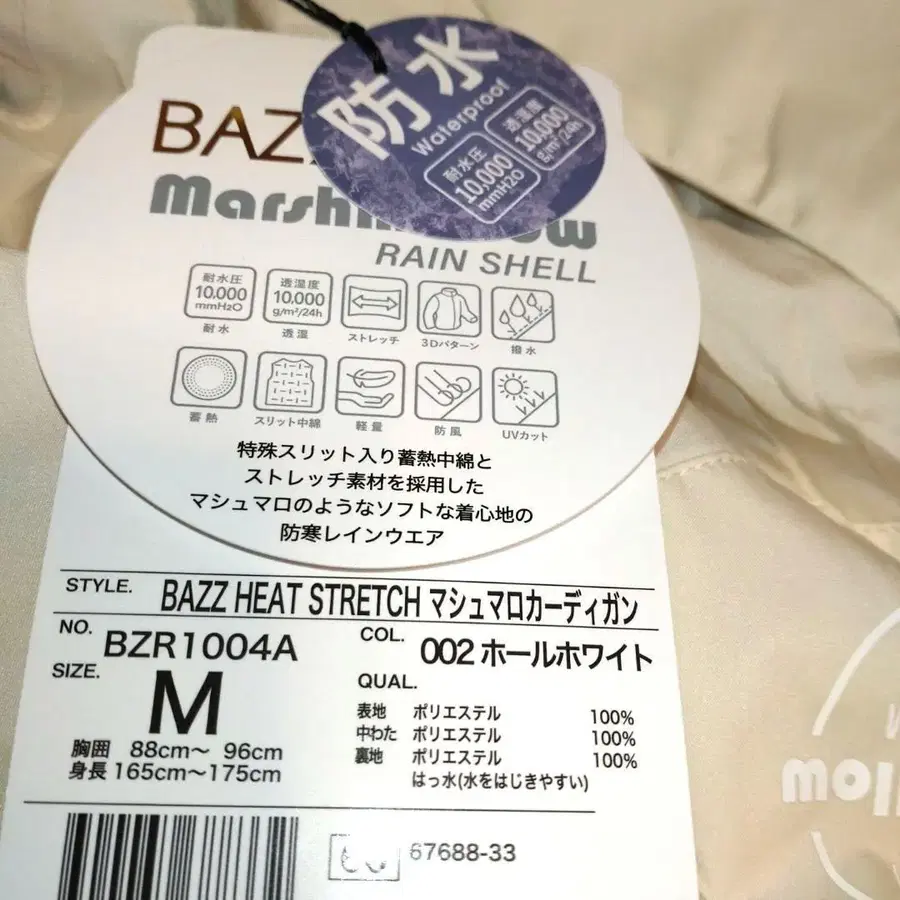 防水
Waterproof
耐水圧
10,000
mmH2O
透湿度
10,000
g/m²/24h
BAZ
Marsh
ow
RAIN SHELL
耐水圧
10,000
mmH2O
耐水
透湿度
10,000
g/m²/24h
透湿
ストレッチ
3Dパターン
撥水
蓄熱
スリット中綿
軽量
防風
UVカット
特殊スリット入り蓄熱中綿と
ストレッチ素材を採用した
マシュマロのようなソフトな着心地の
防寒レインウエア
STYLE. BAZZ HEAT STRETCH マシュマロカーディガン
NO. BZR1004A
COL. 002 ホールホワイト
SIZE. M
胸囲 88cm〜 96cm
身長 165cm〜175cm
QUAL.
表地 ポリエステル 100%
中わた ポリエステル 100%
裏地 ポリエステル 100%
はっ水(水をはじきやすい)
67688-33